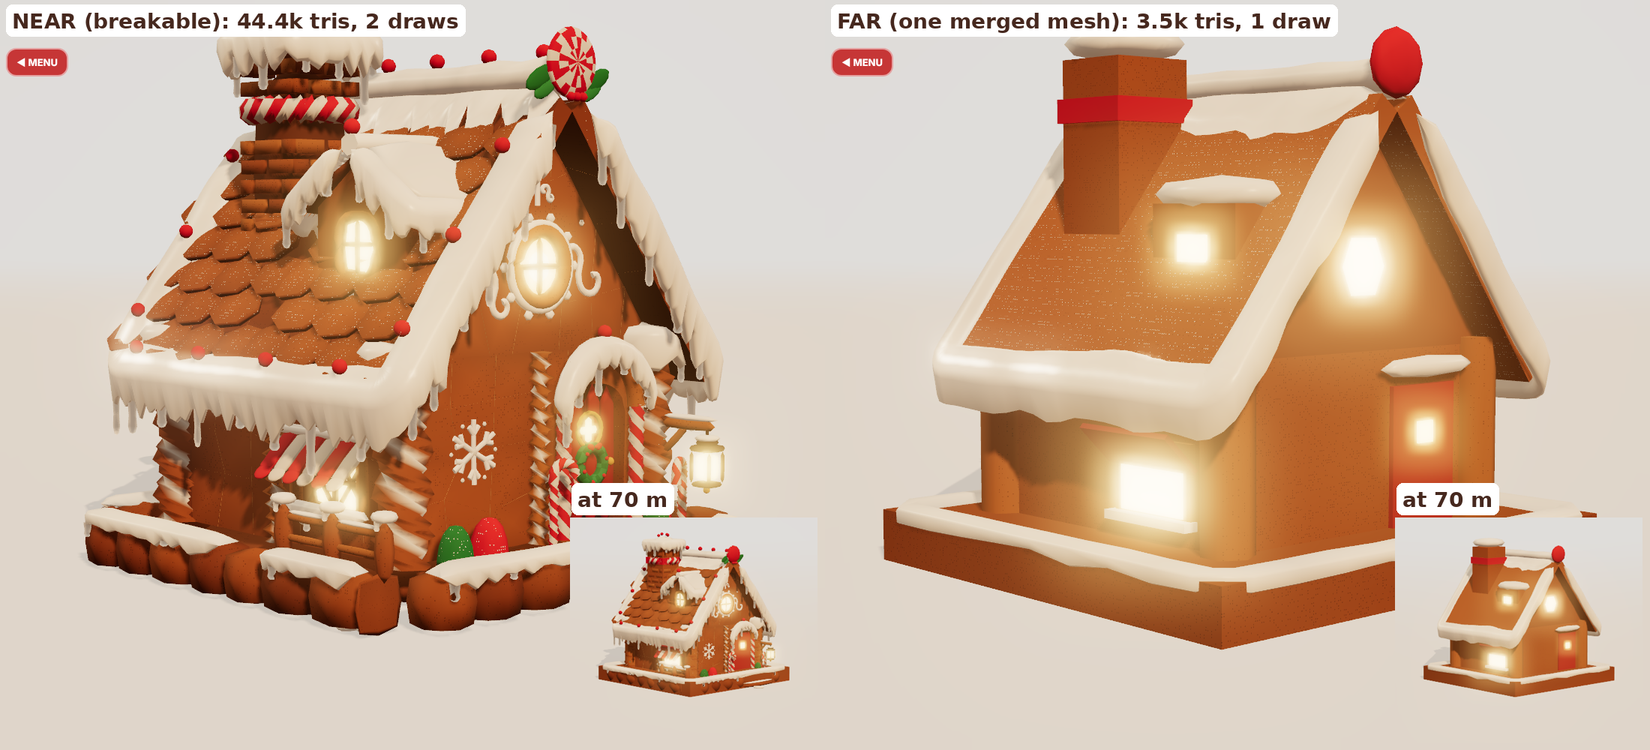 NEAR (breakable): 44.4k tris, 2 draws
◀ MENU
at 70 m
FAR (one merged mesh): 3.5k tris, 1 draw
◀ MENU
at 70 m